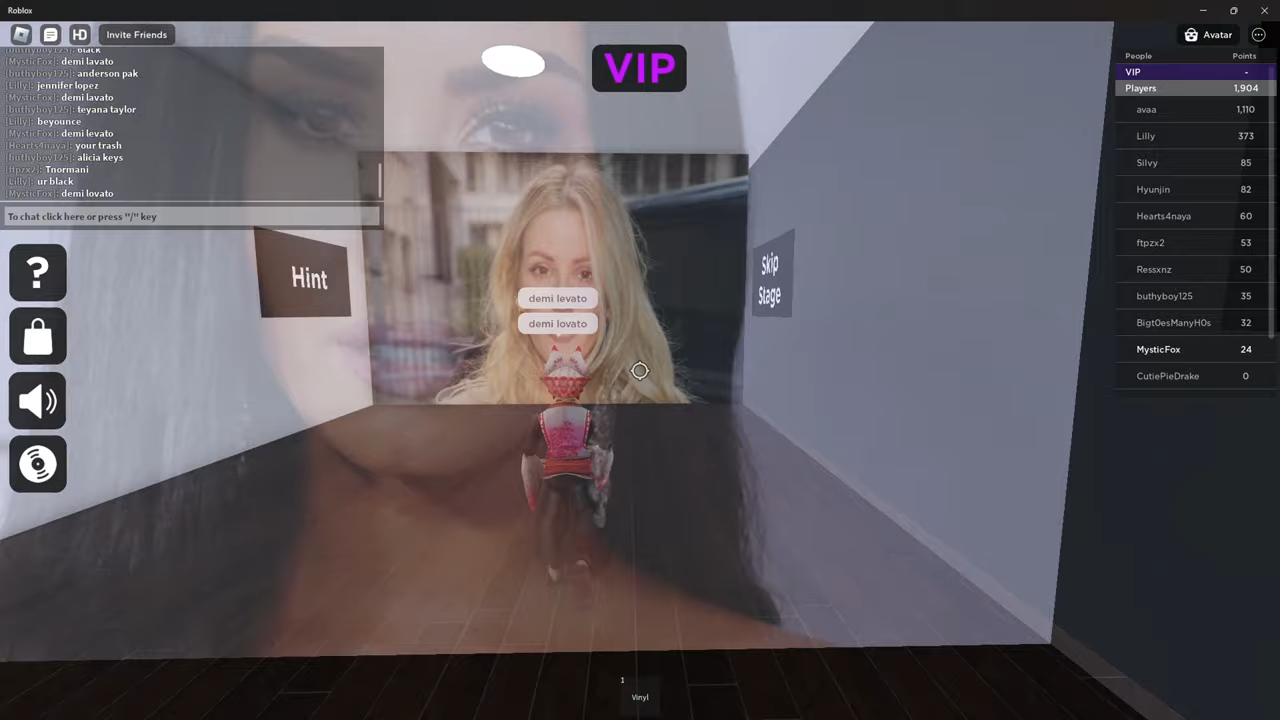 Roblox
HD
Invite Friends
Avatar
[buthyboy125]: 6lack
[MysticFox]: demi lavato
[buthyboy125]: anderson pak
[Lilly]: jennifer lopez
[MysticFox]: demi lavato
[buthyboy125]: teyana taylor
[Lilly]: beyounce
[MysticFox]: demi levato
[Hearts4naya]: your trash
[buthyboy125]: alicia keys
[ftpzx2]: Tnormani
[Lilly]: ur black
[MysticFox]: demi lovato
To chat click here or press "/" key
VIP
People Points
VIP -
Players 1,904
avaa 1,110
Lilly 373
Silvy 85
Hyunjin 82
Hearts4naya 60
ftpzx2 53
Ressxnz 50
buthyboy125 35
Bigt0esManyH0s 32
MysticFox 24
CutiePieDrake 0
?
Hint
Skip
Stage
demi levato
demi lovato
1
Vinyl